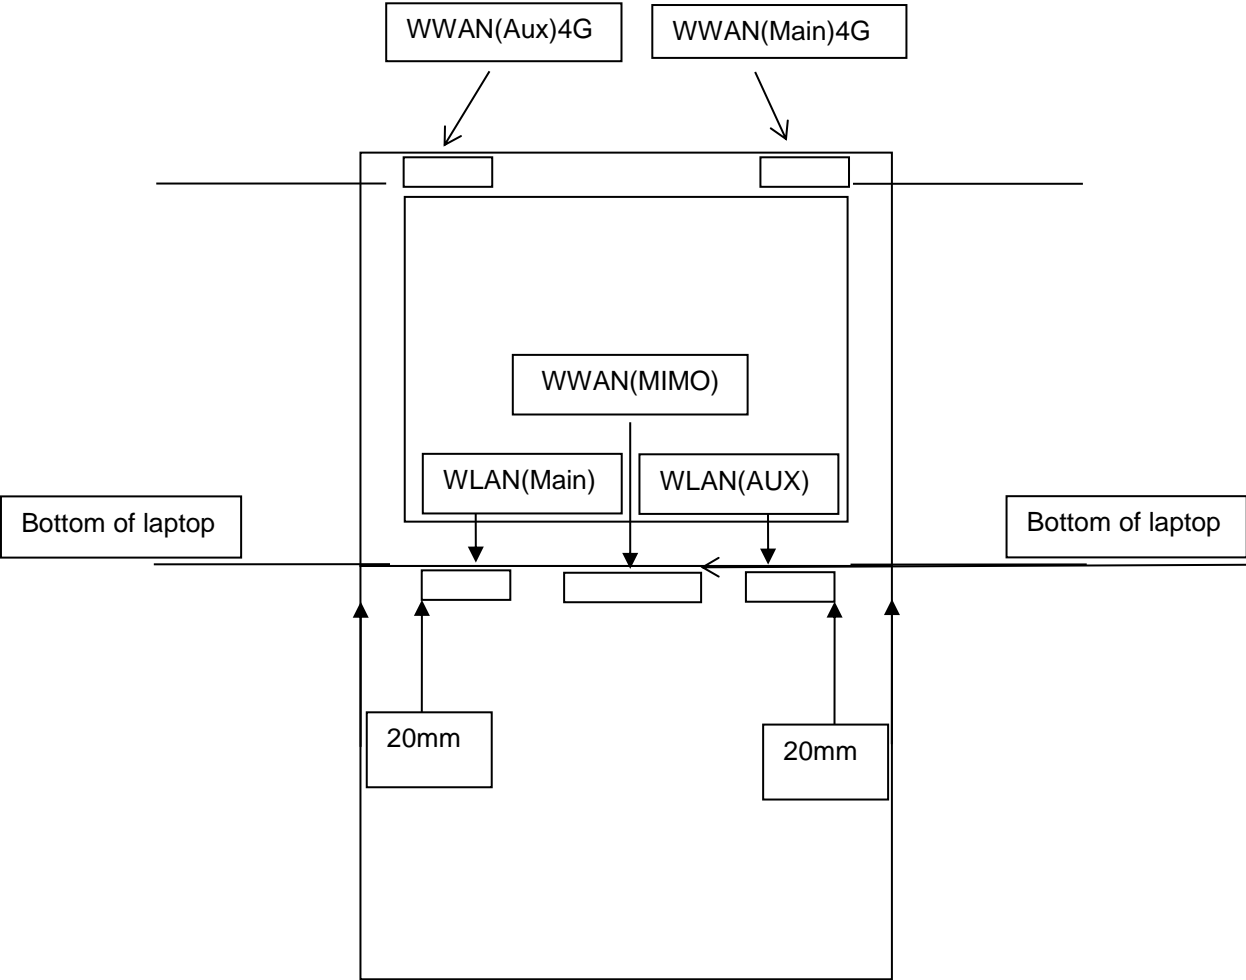 WWAN(Aux)4G
WWAN(Main)4G
WWAN(MIMO)
WLAN(Main)
WLAN(AUX)
Bottom of laptop
Bottom of laptop
20mm
20mm